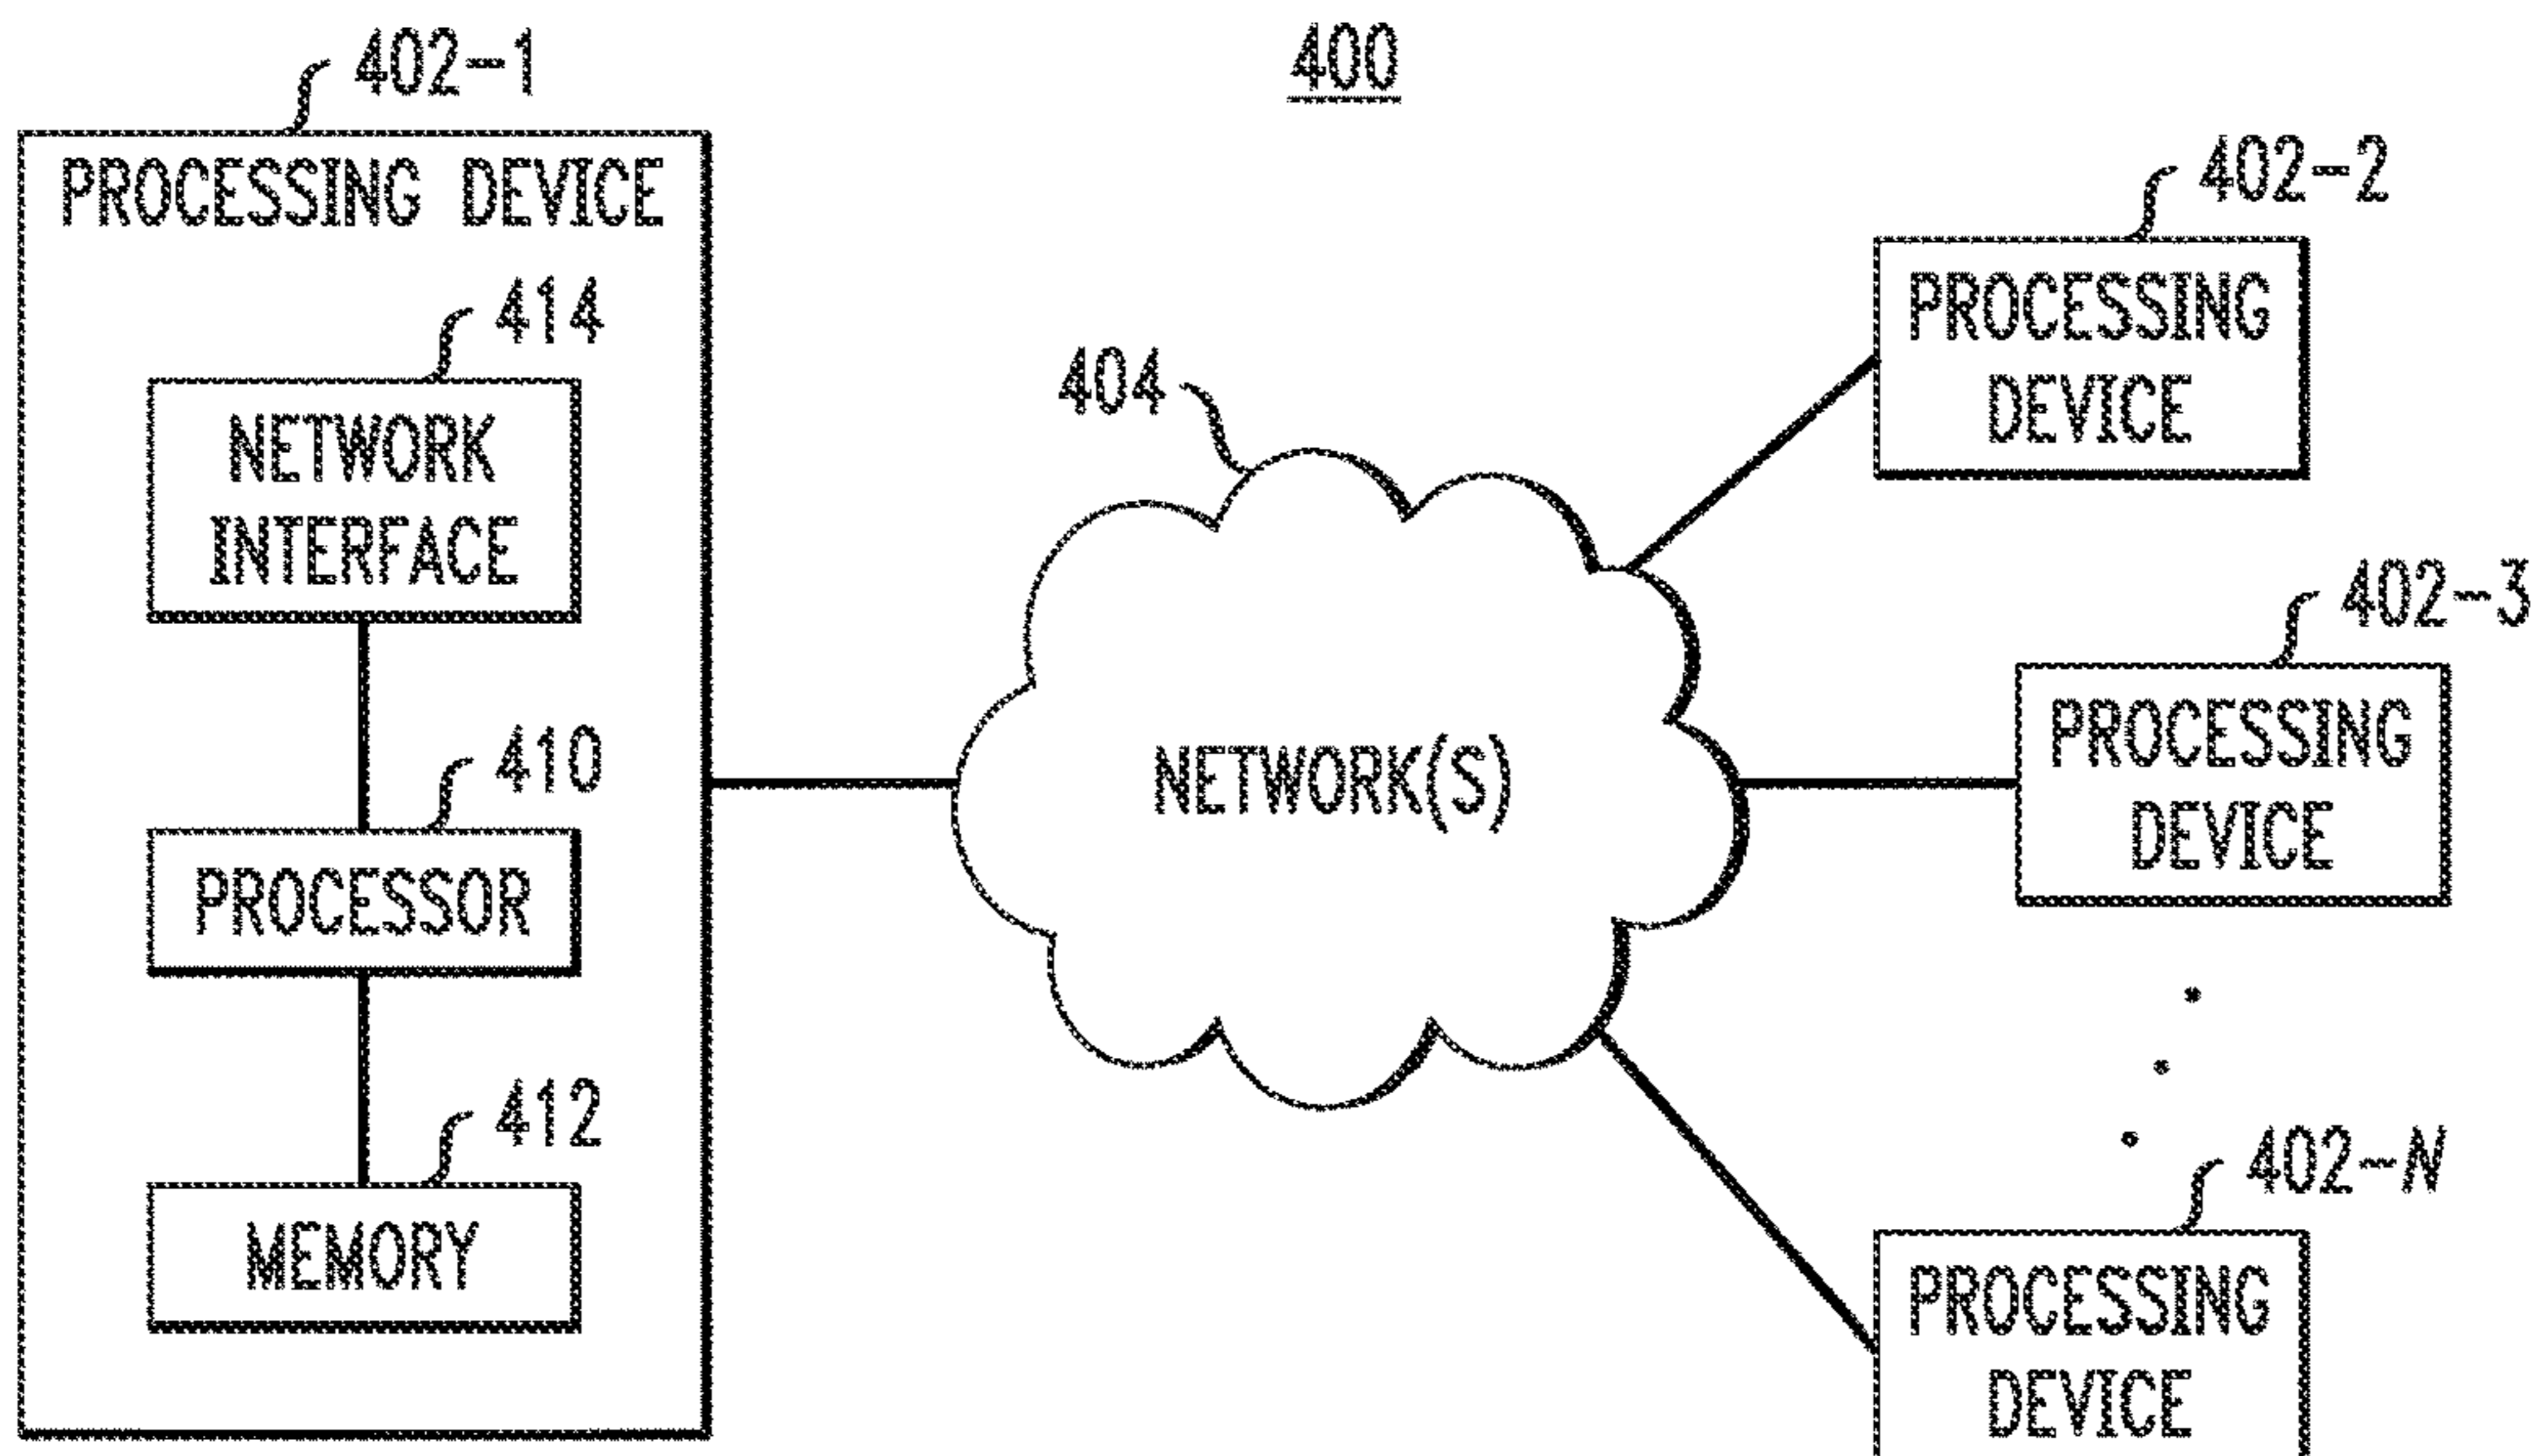 400
402-1
PROCESSING DEVICE
414
NETWORK
INTERFACE
410
PROCESSOR
412
MEMORY
404
NETWORK(S)
402-2
PROCESSING
DEVICE
402-3
PROCESSING
DEVICE
402-N
PROCESSING
DEVICE